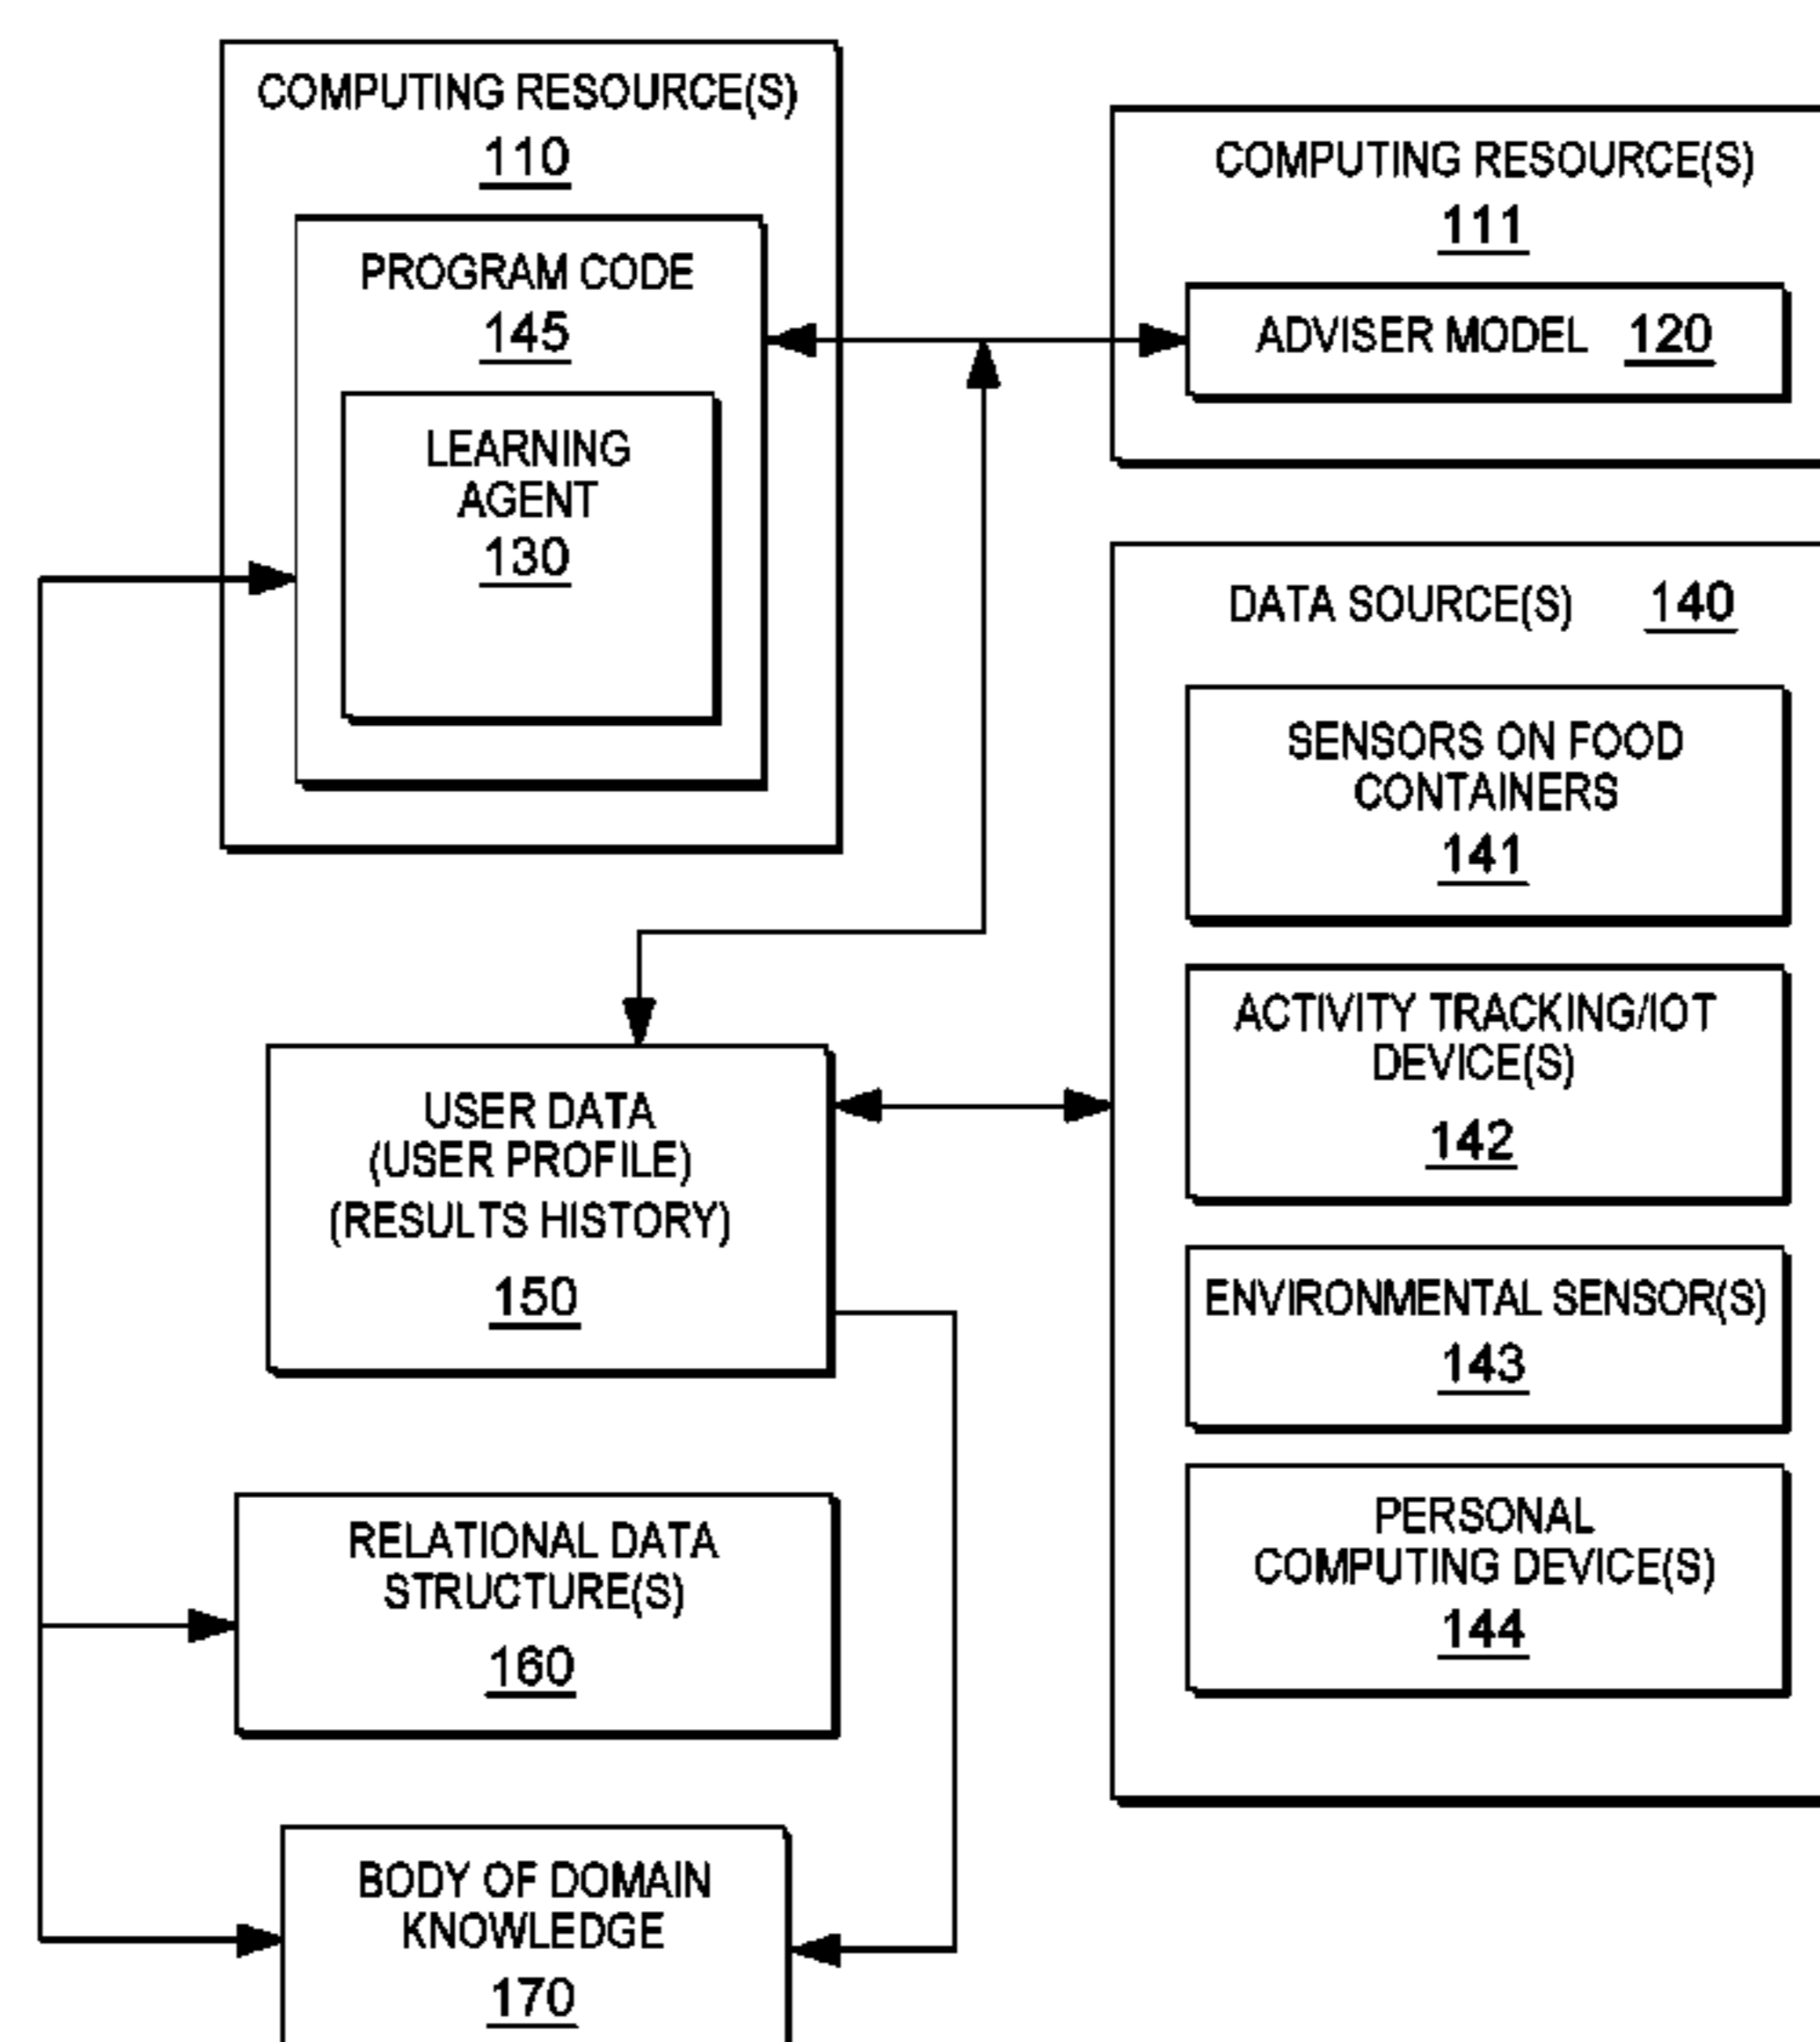 COMPUTING RESOURCE(S)
110
PROGRAM CODE
145
LEARNING
AGENT
130
COMPUTING RESOURCE(S)
111
ADVISER MODEL 120
DATA SOURCE(S) 140
SENSORS ON FOOD
CONTAINERS
141
ACTIVITY TRACKING/IOT
DEVICE(S)
142
ENVIRONMENTAL SENSOR(S)
143
PERSONAL
COMPUTING DEVICE(S)
144
USER DATA
(USER PROFILE)
(RESULTS HISTORY)
150
RELATIONAL DATA
STRUCTURE(S)
160
BODY OF DOMAIN
KNOWLEDGE
170